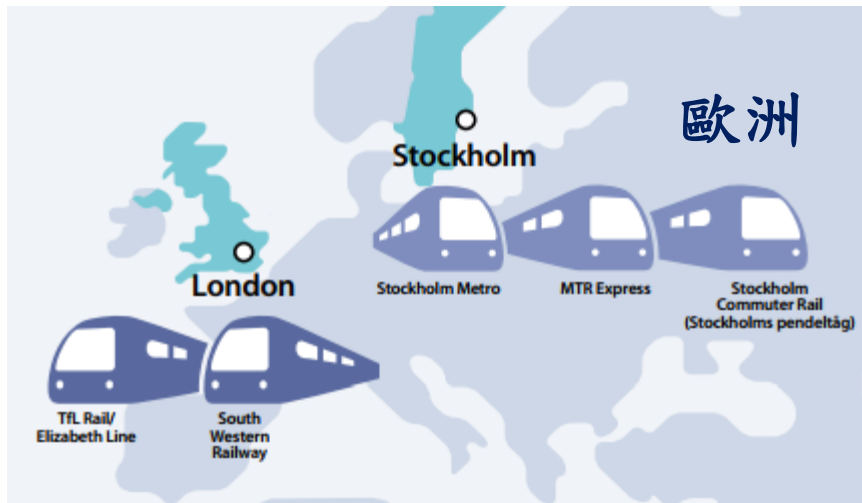 歐洲
Stockholm
London
Stockholm Metro
MTR Express
Stockholm
Commuter Rail
(Stockholms pendeltåg)
TfL Rail/
Elizabeth Line
South
Western
Railway